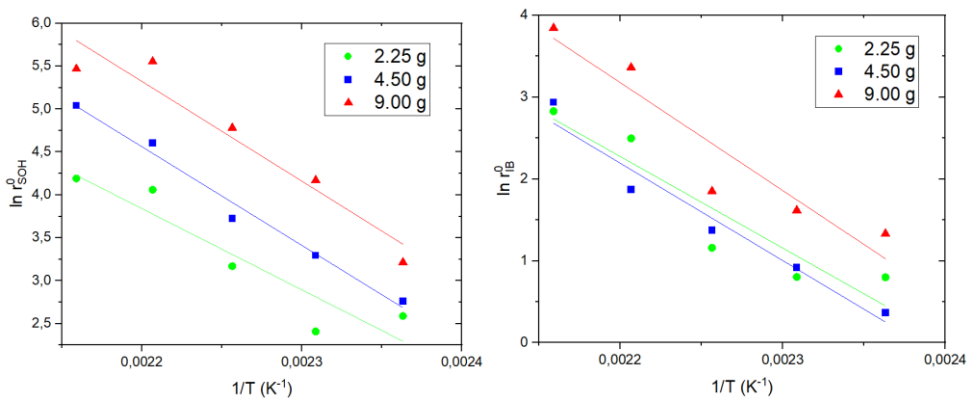 6,0
5,5
5,0
4,5
4,0
3,5
3,0
2,5
ln r⁰SOH
2.25 g
4.50 g
9.00 g
0,0022
0,0023
0,0024
1/T (K⁻¹)
4
3
2
1
0
ln r⁰iB
2.25 g
4.50 g
9.00 g
0,0022
0,0023
0,0024
1/T (K⁻¹)